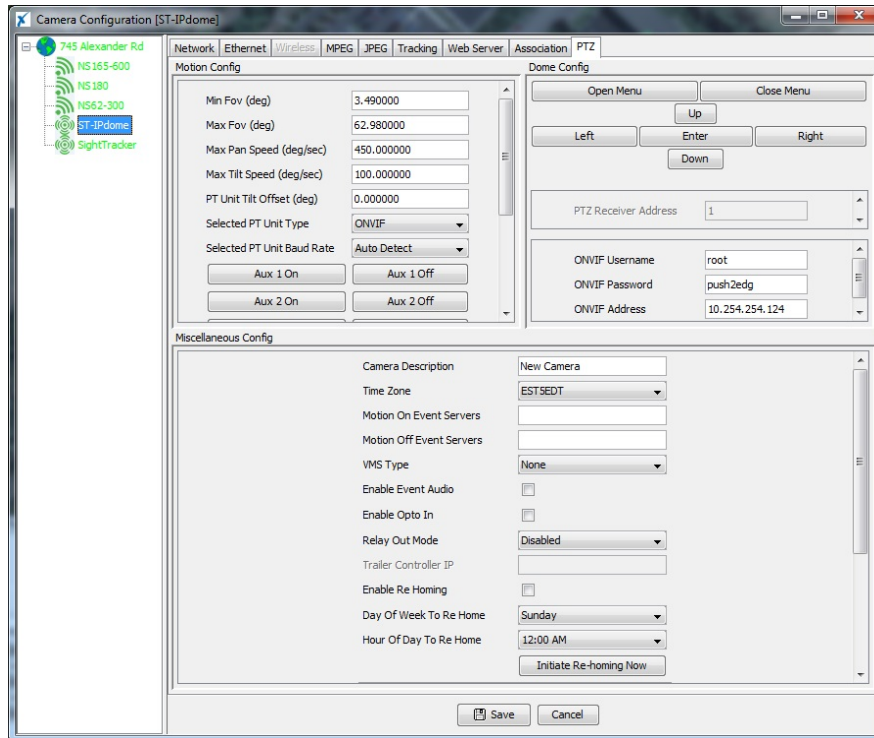 Camera Configuration [ST-IPdome]
745 Alexander Rd
NS165-600
NS180
NS62-300
ST-IPdome
SightTracker
Network Ethernet Wireless MPEG JPEG Tracking Web Server Association PTZ
Motion Config
Min Fov (deg) 3.490000
Max Fov (deg) 62.980000
Max Pan Speed (deg/sec) 450.000000
Max Tilt Speed (deg/sec) 100.000000
PT Unit Tilt Offset (deg) 0.000000
Selected PT Unit Type ONVIF
Selected PT Unit Baud Rate Auto Detect
Aux 1 On Aux 1 Off
Aux 2 On Aux 2 Off
Dome Config
Open Menu Close Menu
Up
Left Enter Right
Down
PTZ Receiver Address 1
ONVIF Username root
ONVIF Password push2edg
ONVIF Address 10.254.254.124
Miscellaneous Config
Camera Description New Camera
Time Zone EST5EDT
Motion On Event Servers
Motion Off Event Servers
VMS Type None
Enable Event Audio
Enable Opto In
Relay Out Mode Disabled
Trailer Controller IP
Enable Re Homing
Day Of Week To Re Home Sunday
Hour Of Day To Re Home 12:00 AM
Initiate Re-homing Now
Save Cancel